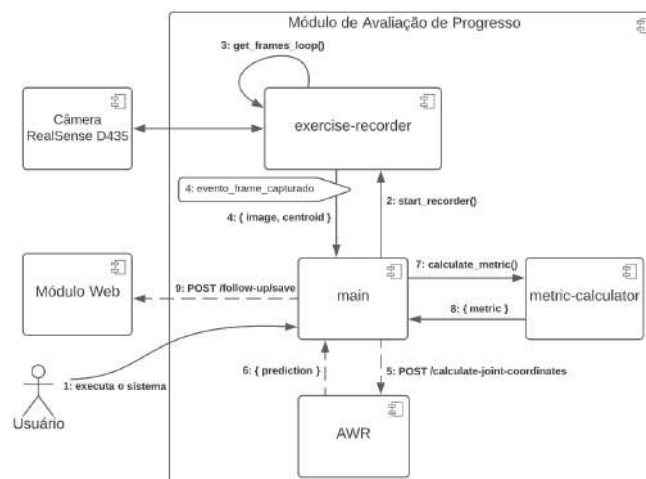 Módulo de Avaliação de Progresso
3: get_frames_loop()
Câmera
RealSense D435
exercise-recorder
4: evento_frame_capturado
2: start_recorder()
4: { image, centroid }
7: calculate_metric()
9: POST /follow-up/save
Módulo Web
main
metric-calculator
8: { metric }
1: executa o sistema
6: { prediction }
5: POST /calculate-joint-coordinates
Usuário
AWR